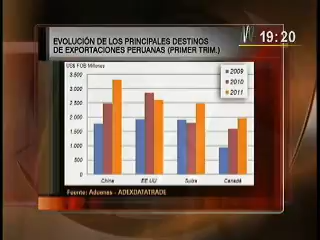 19:20
EVOLUCIÓN DE LOS PRINCIPALES DESTINOS
DE EXPORTACIONES PERUANAS (PRIMER TRIM.)
US$ FOB Millones
3.500
3.000
2.500
2.000
1.500
1.000
500
0
2009
2010
2011
China
EE UU
Suiza
Canadá
Fuente: Aduanas - ADEXDATATRADE